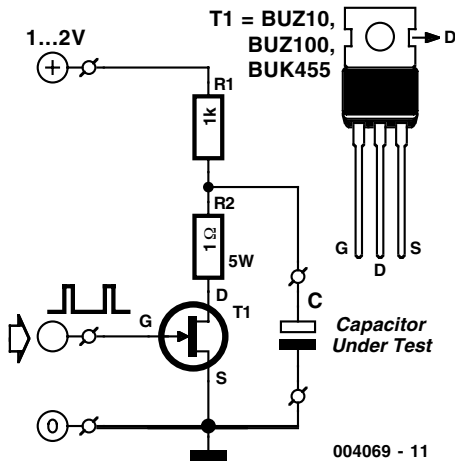 T1 = BUZ10,
BUZ100,
BUK455
D
1...2V
+
R1
1k
R2
1Ω
5W
G
D
S
D
T1
G
S
C
Capacitor
Under Test
0
004069 - 11